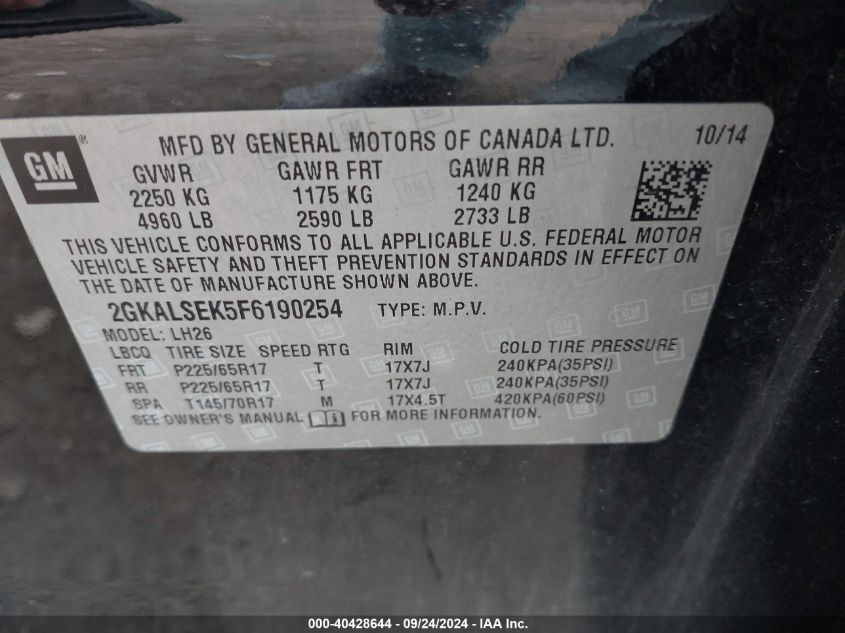 GM
MFD BY GENERAL MOTORS OF CANADA LTD. 10/14
GVWR GAWR FRT GAWR RR
2250 KG 1175 KG 1240 KG
4960 LB 2590 LB 2733 LB
THIS VEHICLE CONFORMS TO ALL APPLICABLE U.S. FEDERAL MOTOR
VEHICLE SAFETY AND THEFT PREVENTION STANDARDS IN EFFECT ON
THE DATE OF MANUFACTURE SHOWN ABOVE.
2GKALSEK5F6190254 TYPE: M.P.V.
MODEL: LH26
LBCQ TIRE SIZE SPEED RTG RIM COLD TIRE PRESSURE
FRT P225/65R17 T 17X7J 240KPA(35PSI)
RR P225/65R17 T 17X7J 240KPA(35PSI)
SPA T145/70R17 M 17X4.5T 420KPA(60PSI)
SEE OWNER'S MANUAL FOR MORE INFORMATION.
000-40428644 - 09/24/2024 - IAA Inc.